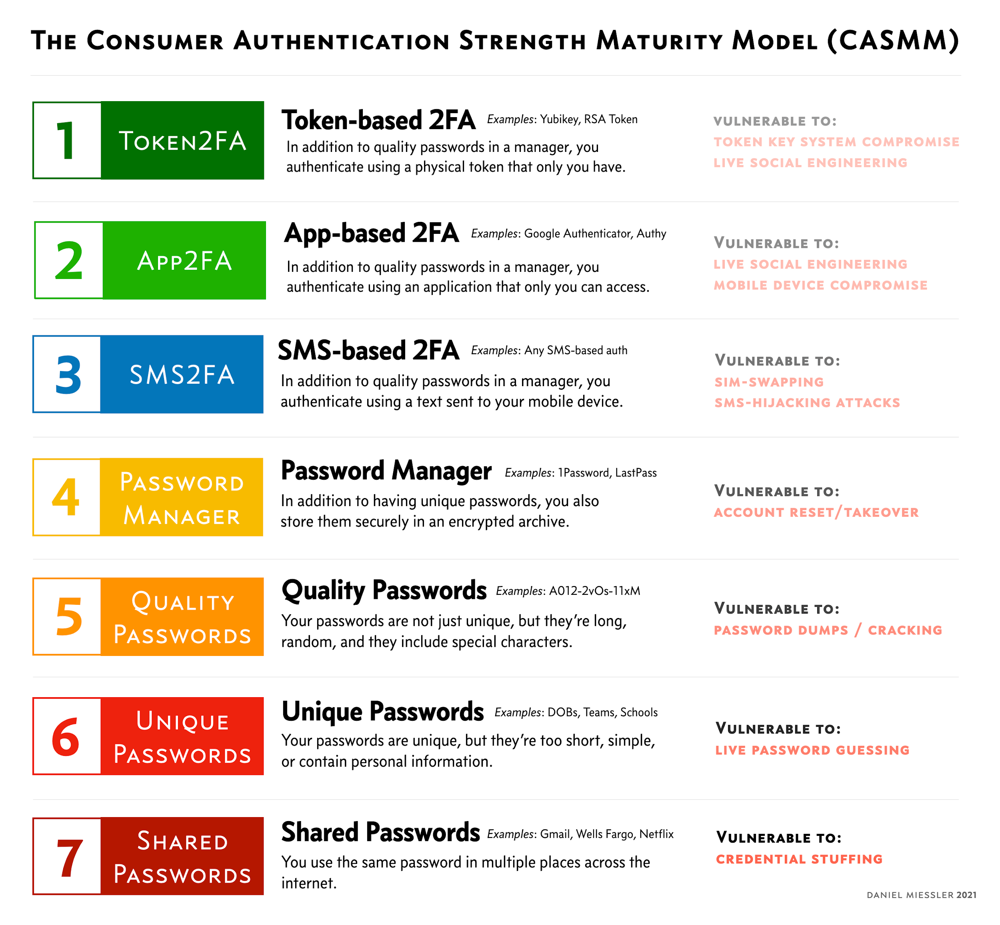 The Consumer Authentication Strength Maturity Model (CASMM)
1
Token2FA
Token-based 2FA Examples: Yubikey, RSA Token
In addition to quality passwords in a manager, you
authenticate using a physical token that only you have.
vulnerable to:
token key system compromise
live social engineering
2
App2FA
App-based 2FA Examples: Google Authenticator, Authy
In addition to quality passwords in a manager, you
authenticate using an application that only you can access.
Vulnerable to:
live social engineering
mobile device compromise
3
SMS2FA
SMS-based 2FA Examples: Any SMS-based auth
In addition to quality passwords in a manager, you
authenticate using a text sent to your mobile device.
Vulnerable to:
sim-swapping
sms-hijacking attacks
4
Password
Manager
Password Manager Examples: 1Password, LastPass
In addition to having unique passwords, you also
store them securely in an encrypted archive.
Vulnerable to:
account reset/takeover
5
Quality
Passwords
Quality Passwords Examples: A012-2vOs-11xM
Your passwords are not just unique, but they're long,
random, and they include special characters.
Vulnerable to:
password dumps / cracking
6
Unique
Passwords
Unique Passwords Examples: DOBs, Teams, Schools
Your passwords are unique, but they're too short, simple,
or contain personal information.
Vulnerable to:
live password guessing
7
Shared
Passwords
Shared Passwords Examples: Gmail, Wells Fargo, Netflix
You use the same password in multiple places across the
internet.
Vulnerable to:
credential stuffing
DANIEL MIESSLER 2021